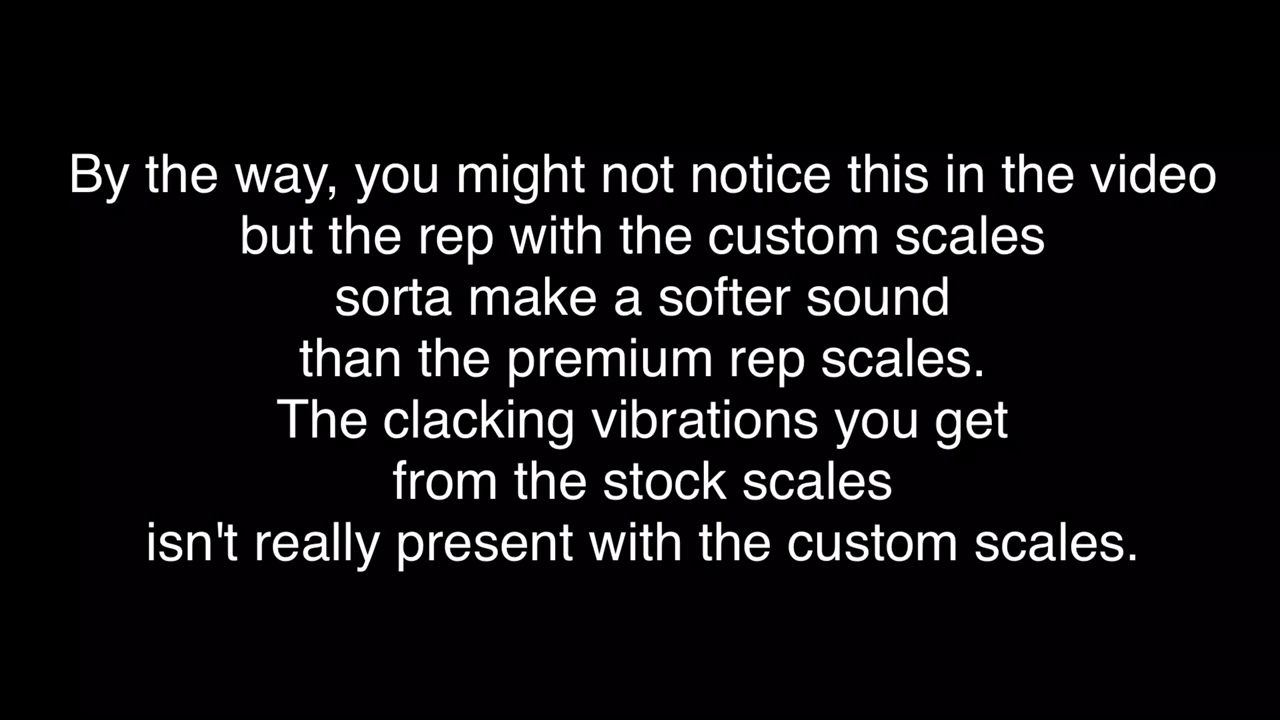 By the way, you might not notice this in the video
but the rep with the custom scales
sorta make a softer sound
than the premium rep scales.
The clacking vibrations you get
from the stock scales
isn't really present with the custom scales.